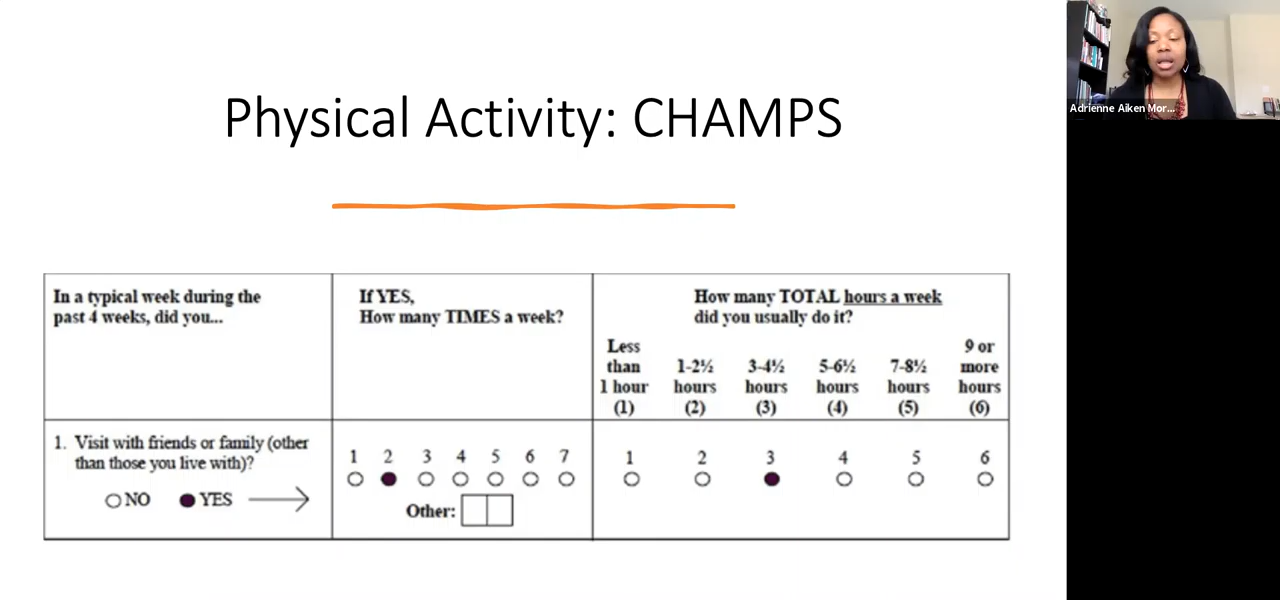 Physical Activity: CHAMPS
Adrienne Aiken Mor...
In a typical week during the
past 4 weeks, did you...
If YES,
How many TIMES a week?
How many TOTAL hours a week
did you usually do it?
Less
than
1 hour
(1)
1-2½
hours
(2)
3-4½
hours
(3)
5-6½
hours
(4)
7-8½
hours
(5)
9 or
more
hours
(6)
1. Visit with friends or family (other
than those you live with)?
NO YES
1 2 3 4 5 6 7
Other:
1 2 3 4 5 6